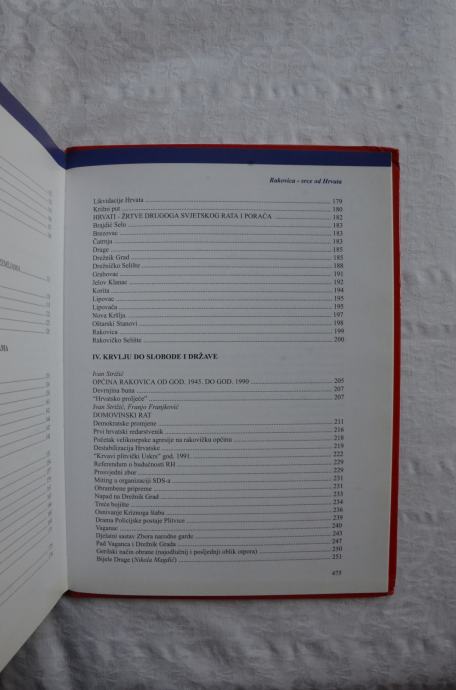 ZEMLJAMA
Rakovica - srce od Hrvata
Likvidacije Hrvata 179
Križni put 180
HRVATI - ŽRTVE DRUGOGA SVJETSKOG RATA I PORAČA 182
Brajdić Selo 183
Brezovac 183
Čatrnja 183
Drage 185
Drežnik Grad 185
Drežničko Selište 188
Grabovac 191
Jelov Klanac 192
Korita 194
Lipovac 195
Lipovača 195
Nova Kršlja 197
Oštarski Stanovi 198
Rakovica 199
Rakovičko Selište 200
IV. KRVLJU DO SLOBODE I DRŽAVE
Ivan Strižić
OPĆINA RAKOVICA OD GOD. 1945. DO GOD. 1990 205
Devrnjina buna 207
"Hrvatsko proljeće" 207
Ivan Strižić, Franjo Franjković
DOMOVINSKI RAT
Demokratske promjene 211
Prvi hrvatski redarstvenik 216
Početak velikosrpske agresije na rakovičku općinu 218
Destabilizacija Hrvatske 219
"Krvavi plitvički Uskrs" god. 1991. 222
Referendum o budućnosti RH 229
Prosvjedni zbor 229
Miting u organizaciji SDS-a 231
Obrambene pripreme 231
Napad na Drežnik Grad 233
Treće bojište 234
Osnivanje Kriznoga štaba 236
Drama Policijske postaje Plitvice 239
Vaganac 240
Djelatni sastav Zbora narodne garde 243
Pad Vaganca i Drežnik Grada 247
Gerilski način obrane (najodlučniji i posljednji oblik otpora) 250
Bijele Drage (Nikola Magdić) 251
475